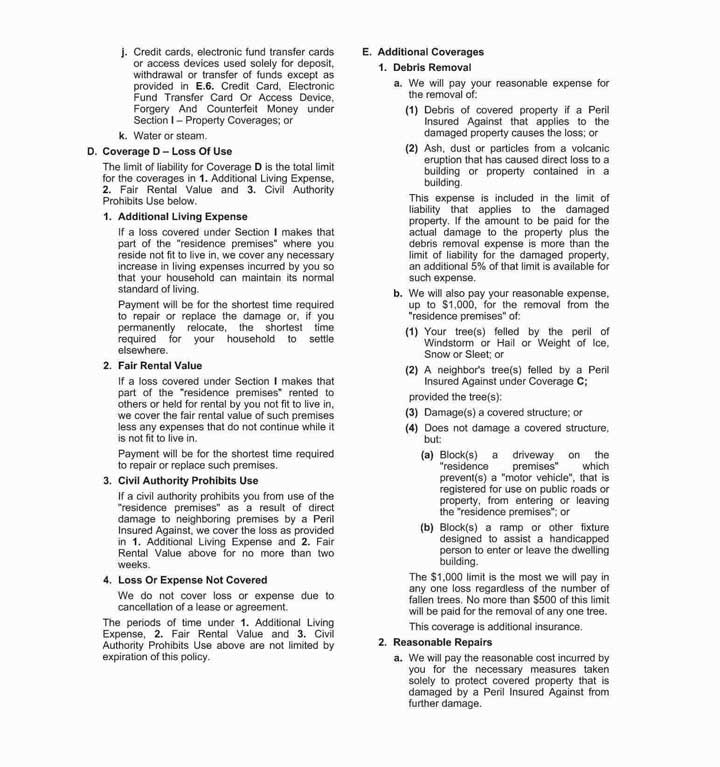 j. Credit cards, electronic fund transfer cards
or access devices used solely for deposit,
withdrawal or transfer of funds except as
provided in E.6. Credit Card, Electronic
Fund Transfer Card Or Access Device,
Forgery And Counterfeit Money under
Section I – Property Coverages; or
k. Water or steam.
D. Coverage D – Loss Of Use
The limit of liability for Coverage D is the total limit
for the coverages in 1. Additional Living Expense,
2. Fair Rental Value and 3. Civil Authority
Prohibits Use below.
1. Additional Living Expense
If a loss covered under Section I makes that
part of the "residence premises" where you
reside not fit to live in, we cover any necessary
increase in living expenses incurred by you so
that your household can maintain its normal
standard of living.
Payment will be for the shortest time required
to repair or replace the damage or, if you
permanently relocate, the shortest time
required for your household to settle
elsewhere.
2. Fair Rental Value
If a loss covered under Section I makes that
part of the "residence premises" rented to
others or held for rental by you not fit to live in,
we cover the fair rental value of such premises
less any expenses that do not continue while it
is not fit to live in.
Payment will be for the shortest time required
to repair or replace such premises.
3. Civil Authority Prohibits Use
If a civil authority prohibits you from use of the
"residence premises" as a result of direct
damage to neighboring premises by a Peril
Insured Against, we cover the loss as provided
in 1. Additional Living Expense and 2. Fair
Rental Value above for no more than two
weeks.
4. Loss Or Expense Not Covered
We do not cover loss or expense due to
cancellation of a lease or agreement.
The periods of time under 1. Additional Living
Expense, 2. Fair Rental Value and 3. Civil
Authority Prohibits Use above are not limited by
expiration of this policy.
E. Additional Coverages
1. Debris Removal
a. We will pay your reasonable expense for
the removal of:
(1) Debris of covered property if a Peril
Insured Against that applies to the
damaged property causes the loss; or
(2) Ash, dust or particles from a volcanic
eruption that has caused direct loss to a
building or property contained in a
building.
This expense is included in the limit of
liability that applies to the damaged
property. If the amount to be paid for the
actual damage to the property plus the
debris removal expense is more than the
limit of liability for the damaged property,
an additional 5% of that limit is available for
such expense.
b. We will also pay your reasonable expense,
up to $1,000, for the removal from the
"residence premises" of:
(1) Your tree(s) felled by the peril of
Windstorm or Hail or Weight of Ice,
Snow or Sleet; or
(2) A neighbor's tree(s) felled by a Peril
Insured Against under Coverage C;
provided the tree(s):
(3) Damage(s) a covered structure; or
(4) Does not damage a covered structure,
but:
(a) Block(s) a driveway on the
"residence premises" which
prevent(s) a "motor vehicle", that is
registered for use on public roads or
property, from entering or leaving
the "residence premises"; or
(b) Block(s) a ramp or other fixture
designed to assist a handicapped
person to enter or leave the dwelling
building.
The $1,000 limit is the most we will pay in
any one loss regardless of the number of
fallen trees. No more than $500 of this limit
will be paid for the removal of any one tree.
This coverage is additional insurance.
2. Reasonable Repairs
a. We will pay the reasonable cost incurred by
you for the necessary measures taken
solely to protect covered property that is
damaged by a Peril Insured Against from
further damage.